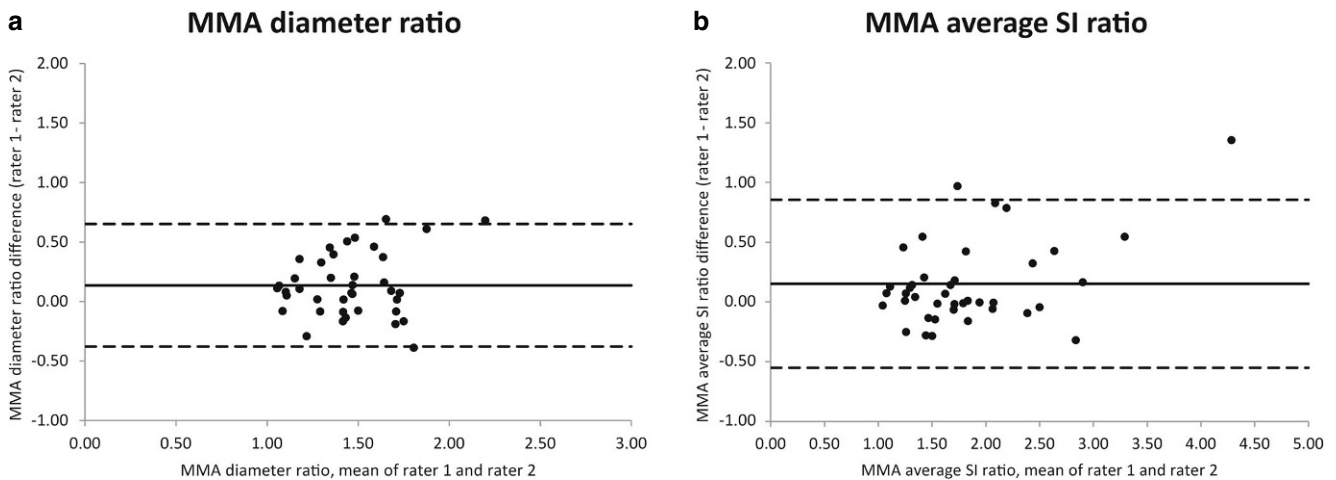 a
MMA diameter ratio
MMA diameter ratio difference (rater 1- rater 2)
2.00
1.50
1.00
0.50
0.00
-0.50
-1.00
0.00 0.50 1.00 1.50 2.00 2.50 3.00
MMA diameter ratio, mean of rater 1 and rater 2
b
MMA average SI ratio
MMA average SI ratio difference (rater 1- rater 2)
2.00
1.50
1.00
0.50
0.00
-0.50
-1.00
0.00 0.50 1.00 1.50 2.00 2.50 3.00 3.50 4.00 4.50 5.00
MMA average SI ratio, mean of rater 1 and rater 2